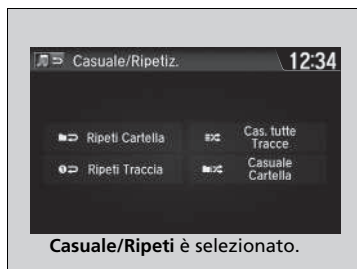 Casuale/Ripetiz.
12:34
Ripeti Cartella
Cas. tutte
Tracce
Ripeti Traccia
Casuale
Cartella
Casuale/Ripeti è selezionato.